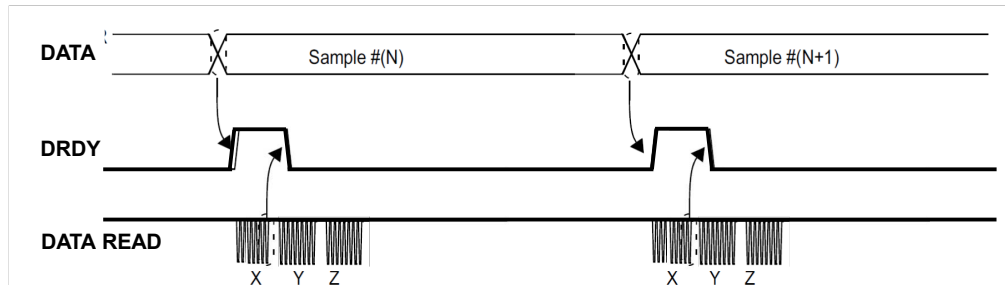 DATA
Sample #(N)
Sample #(N+1)
DRDY
DATA READ
X Y Z
X Y Z